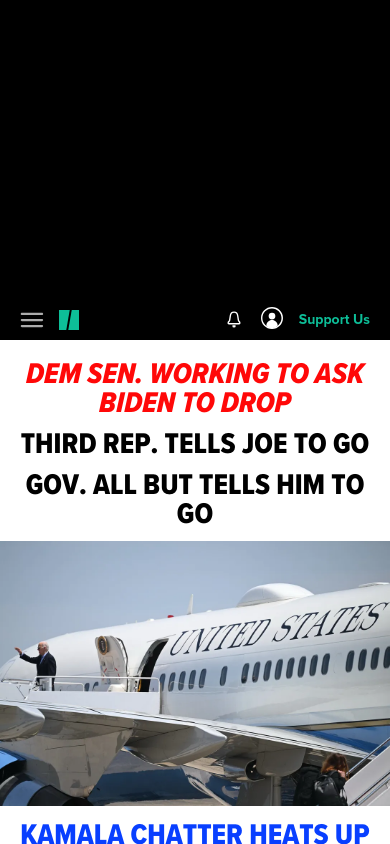 Support Us
DEM SEN. WORKING TO ASK
BIDEN TO DROP
THIRD REP. TELLS JOE TO GO
GOV. ALL BUT TELLS HIM TO
GO
UNITED STATES
KAMALA CHATTER HEATS UP